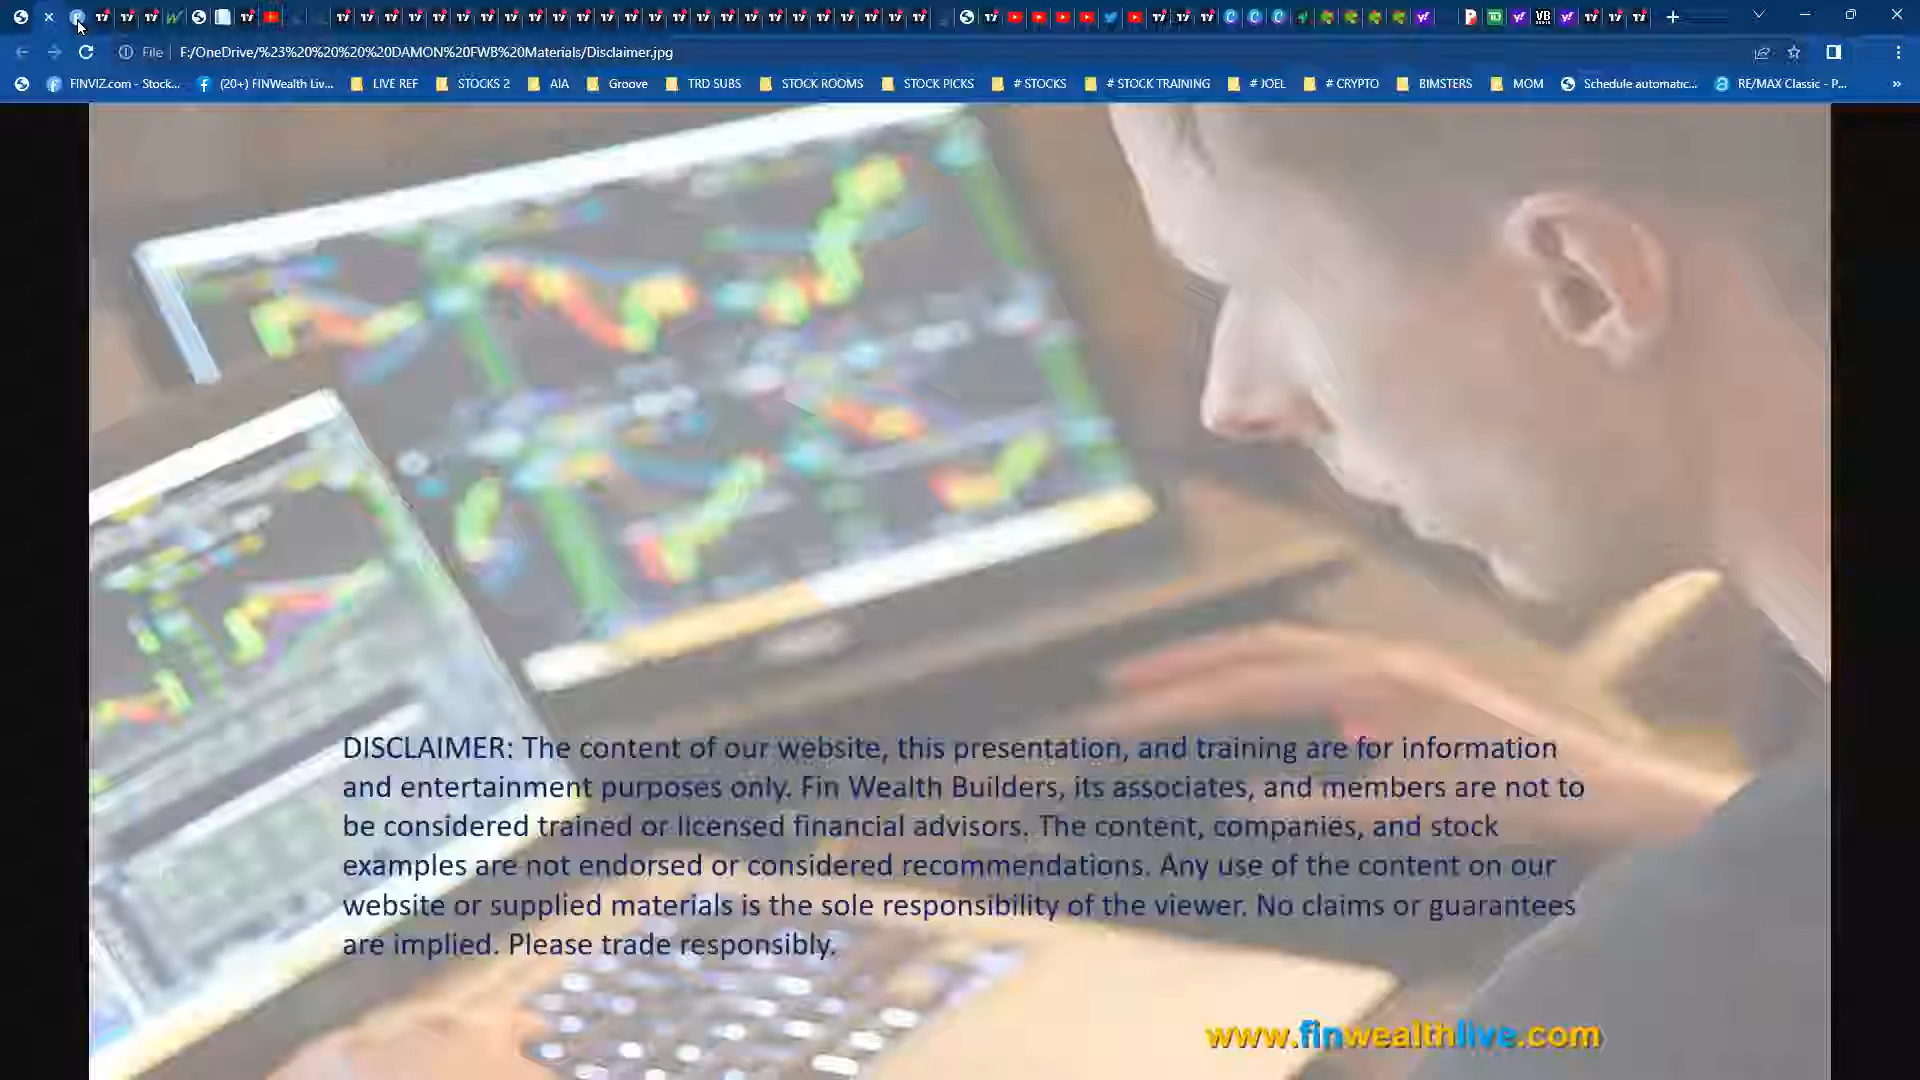 File F:/OneDrive/%23%20%20%20%20DAMON%20FWB%20Materials/Disclaimer.jpg
FINVIZ.com - Stock... (20+) FINWealth Liv... LIVE REF STOCKS 2 AIA Groove TRD SUBS STOCK ROOMS STOCK PICKS # STOCKS # STOCK TRAINING # JOEL # CRYPTO BIMSTERS MOM Schedule automatic... RE/MAX Classic - P... »
DISCLAIMER: The content of our website, this presentation, and training are for information
and entertainment purposes only. Fin Wealth Builders, its associates, and members are not to
be considered trained or licensed financial advisors. The content, companies, and stock
examples are not endorsed or considered recommendations. Any use of the content on our
website or supplied materials is the sole responsibility of the viewer. No claims or guarantees
are implied. Please trade responsibly.
www.finwealthlive.com